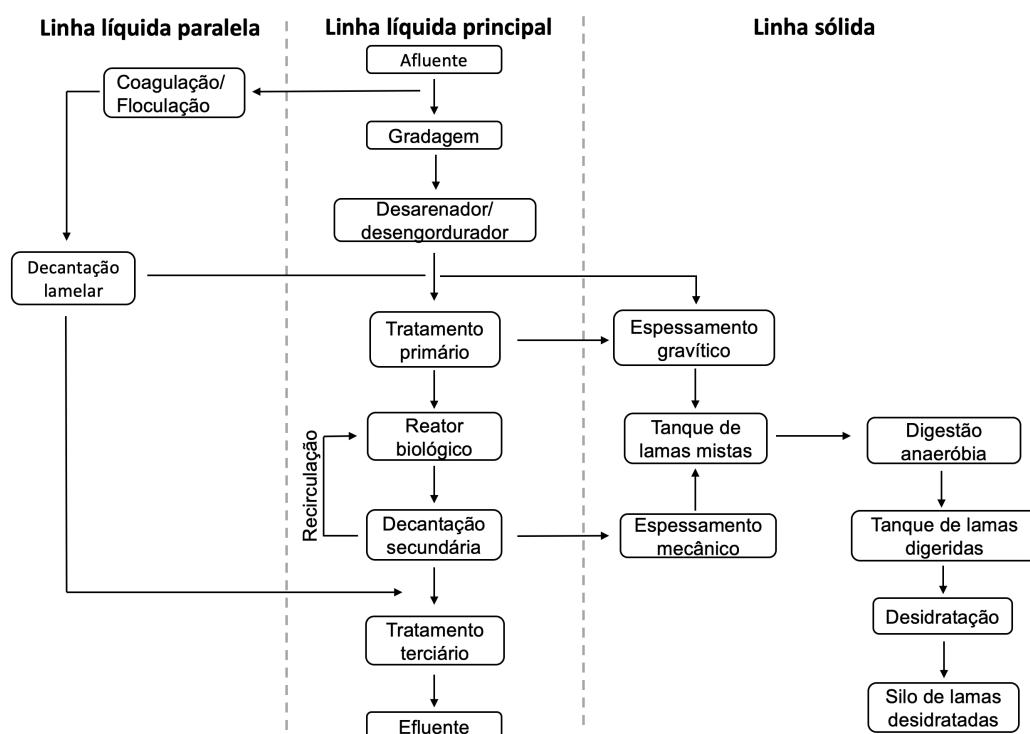 Linha líquida paralela
Linha líquida principal
Linha sólida
Afluente
Coagulação/
Floculação
Gradagem
Desarenador/
desengordurador
Decantação
lamelar
Tratamento
primário
Espessamento
gravítico
Recirculação
Reator
biológico
Tanque de
lamas mistas
Digestão
anaeróbia
Decantação
secundária
Espessamento
mecânico
Tanque de lamas
digeridas
Desidratação
Tratamento
terciário
Silo de lamas
desidratadas
Efluente